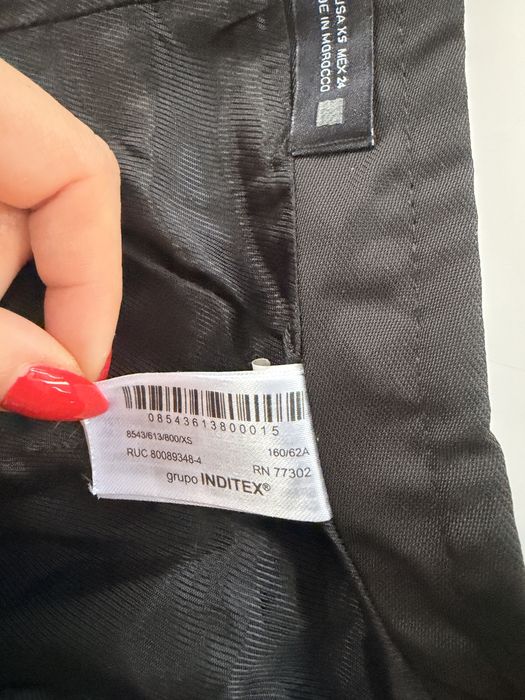 USA XS MEX 24
DE IN MOROCCO
08543613800015
8543/613/800/XS
160/62A
RUC 80089348-4
RN 77302
grupo INDITEX®